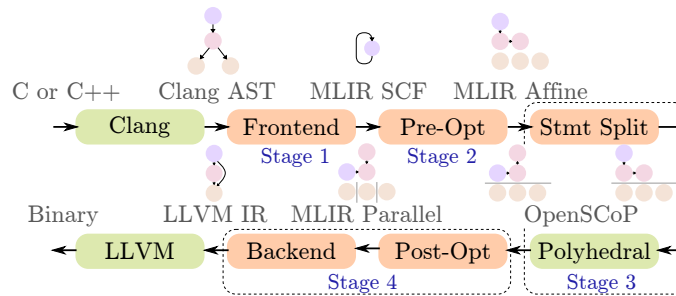 C or C++ Clang AST MLIR SCF MLIR Affine
Clang Frontend Pre-Opt Stmt Split
Stage 1 Stage 2
Binary LLVM IR MLIR Parallel OpenSCoP
LLVM Backend Post-Opt Polyhedral
Stage 4 Stage 3